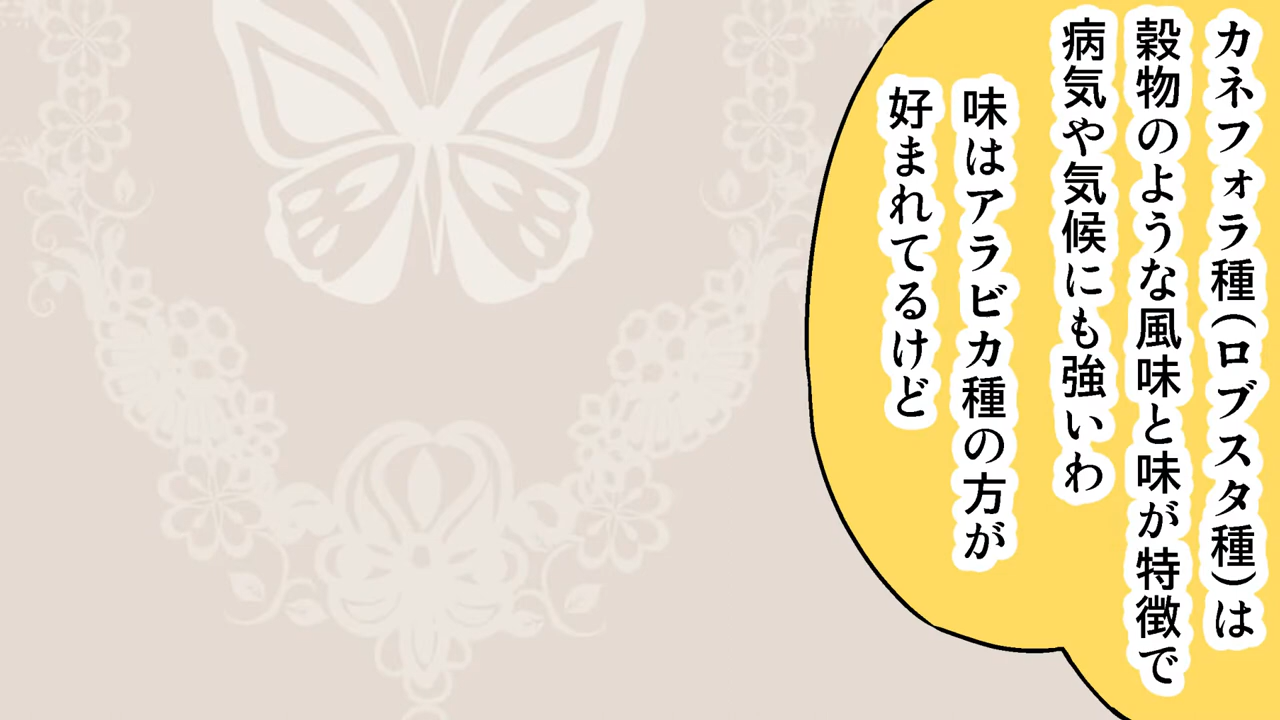 カネフォラ種(ロブスタ種)は
穀物のような風味と味が特徴で
病気や気候にも強いわ
味はアラビカ種の方が
好まれてるけど